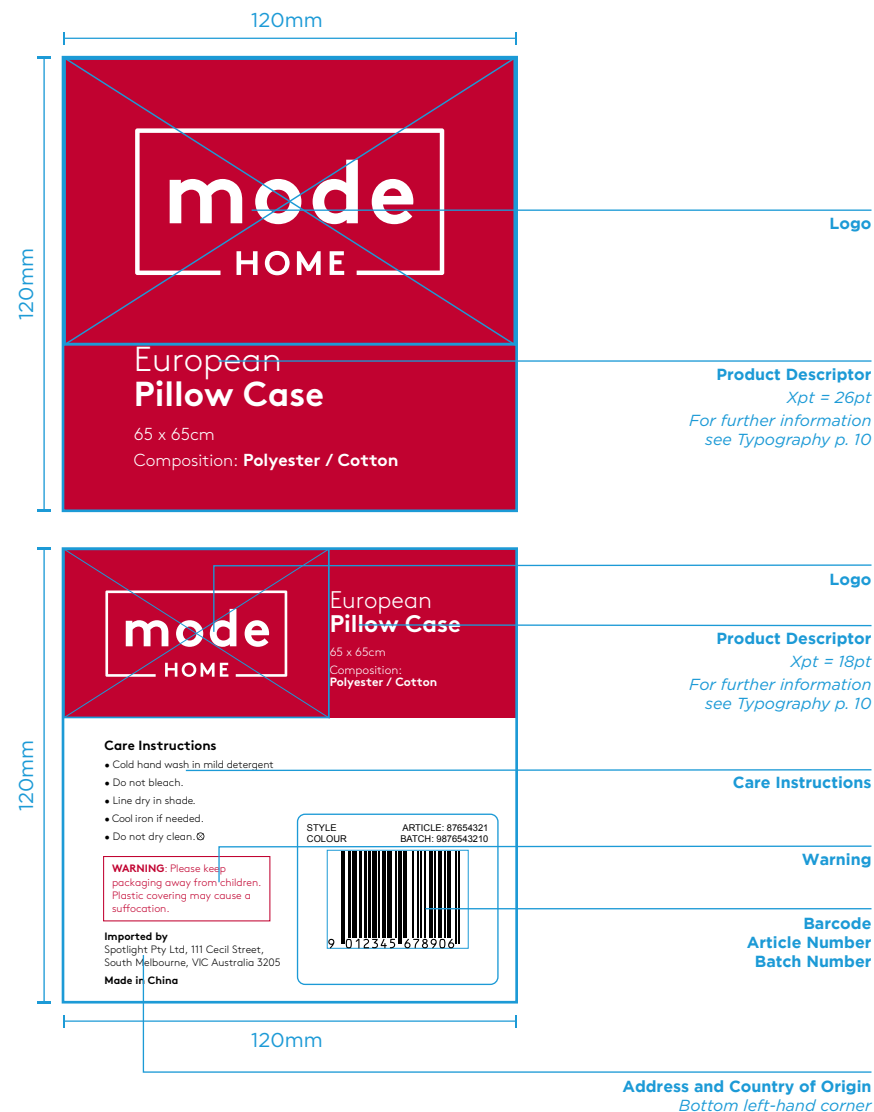 120mm
120mm
mode
HOME
Logo
European
Pillow Case
65 x 65cm
Composition: Polyester / Cotton
Product Descriptor
Xpt = 26pt
For further information
see Typography p. 10
120mm
mode
HOME
European
Pillow Case
65 x 65cm
Composition:
Polyester / Cotton
Logo
Product Descriptor
Xpt = 18pt
For further information
see Typography p. 10
Care Instructions
• Cold hand wash in mild detergent
• Do not bleach.
• Line dry in shade.
• Cool iron if needed.
• Do not dry clean.
Care Instructions
WARNING: Please keep
packaging away from children.
Plastic covering may cause a
suffocation.
Warning
STYLE ARTICLE: 87654321
COLOUR BATCH: 9876543210
9 012345 678906
Barcode
Article Number
Batch Number
Imported by
Spotlight Pty Ltd, 111 Cecil Street,
South Melbourne, VIC Australia 3205
Made in China
120mm
Address and Country of Origin
Bottom left-hand corner